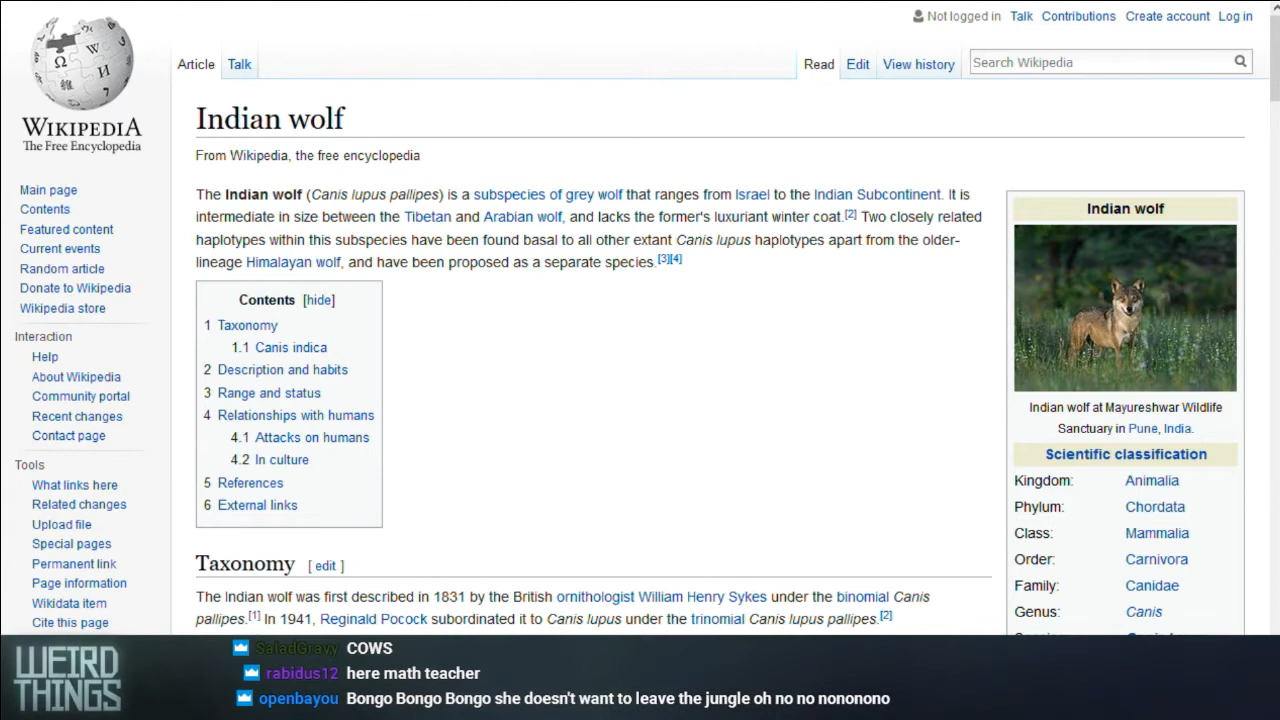 Not logged in Talk Contributions Create account Log in
Article Talk Read Edit View history Search Wikipedia
WIKIPEDIA
The Free Encyclopedia
Main page
Contents
Featured content
Current events
Random article
Donate to Wikipedia
Wikipedia store
Interaction
Help
About Wikipedia
Community portal
Recent changes
Contact page
Tools
What links here
Related changes
Upload file
Special pages
Permanent link
Page information
Wikidata item
Cite this page
Indian wolf
From Wikipedia, the free encyclopedia
The Indian wolf (Canis lupus pallipes) is a subspecies of grey wolf that ranges from Israel to the Indian Subcontinent. It is
intermediate in size between the Tibetan and Arabian wolf, and lacks the former's luxuriant winter coat.[2] Two closely related
haplotypes within this subspecies have been found basal to all other extant Canis lupus haplotypes apart from the older-
lineage Himalayan wolf, and have been proposed as a separate species.[3][4]
Contents [hide]
1 Taxonomy
1.1 Canis indica
2 Description and habits
3 Range and status
4 Relationships with humans
4.1 Attacks on humans
4.2 In culture
5 References
6 External links
Taxonomy [ edit ]
The Indian wolf was first described in 1831 by the British ornithologist William Henry Sykes under the binomial Canis
pallipes.[1] In 1941, Reginald Pocock subordinated it to Canis lupus under the trinomial Canis lupus pallipes.[2]
Indian wolf
Indian wolf at Mayureshwar Wildlife
Sanctuary in Pune, India.
Scientific classification
Kingdom: Animalia
Phylum: Chordata
Class: Mammalia
Order: Carnivora
Family: Canidae
Genus: Canis
WEIRD
THINGS
SaladGravy COWS
rabidus12 here math teacher
openbayou Bongo Bongo Bongo she doesn't want to leave the jungle oh no no nononono